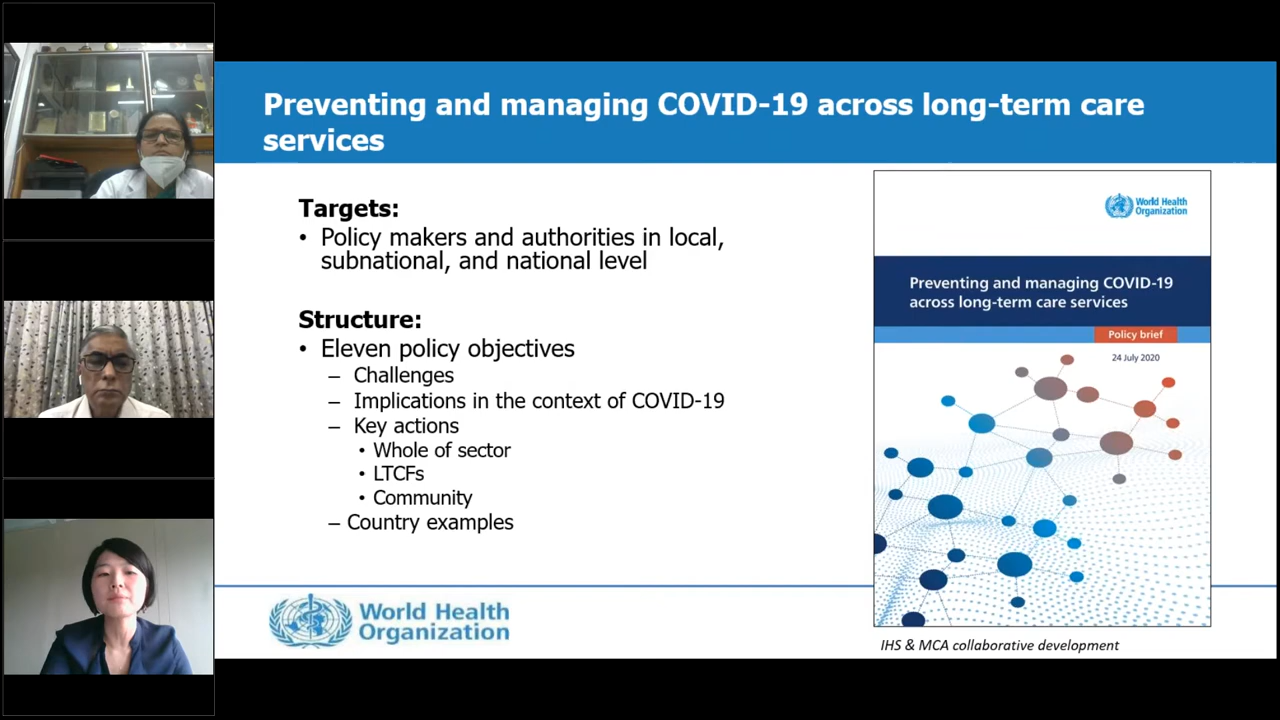 Preventing and managing COVID-19 across long-term care
services
Targets:
• Policy makers and authorities in local,
subnational, and national level
Structure:
• Eleven policy objectives
– Challenges
– Implications in the context of COVID-19
– Key actions
• Whole of sector
• LTCFs
• Community
– Country examples
World Health
Organization
World Health
Organization
Preventing and managing COVID-19
across long-term care services
Policy brief
24 July 2020
IHS & MCA collaborative development